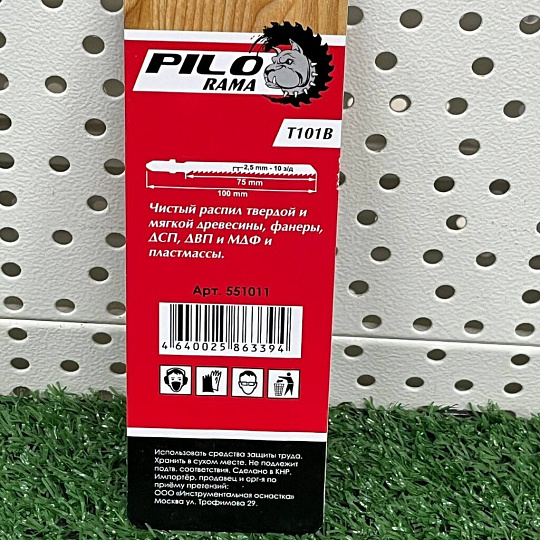 PILO
RAMA
T101B
2,5 mm - 10 з/д
75 mm
100 mm
Чистый распил твердой и
мягкой древесины, фанеры,
ДСП, ДВП и МДФ и
пластмассы.
Арт. 551011
4 640025 863394
Использовать средства защиты труда.
Хранить в сухом месте. Не подлежит
подтв. соответствия. Сделано в КНР.
Импортёр, продавец и орг-я по
приёму претензий:
ООО «Инструментальная оснастка»
Москва ул. Трофимова 29.